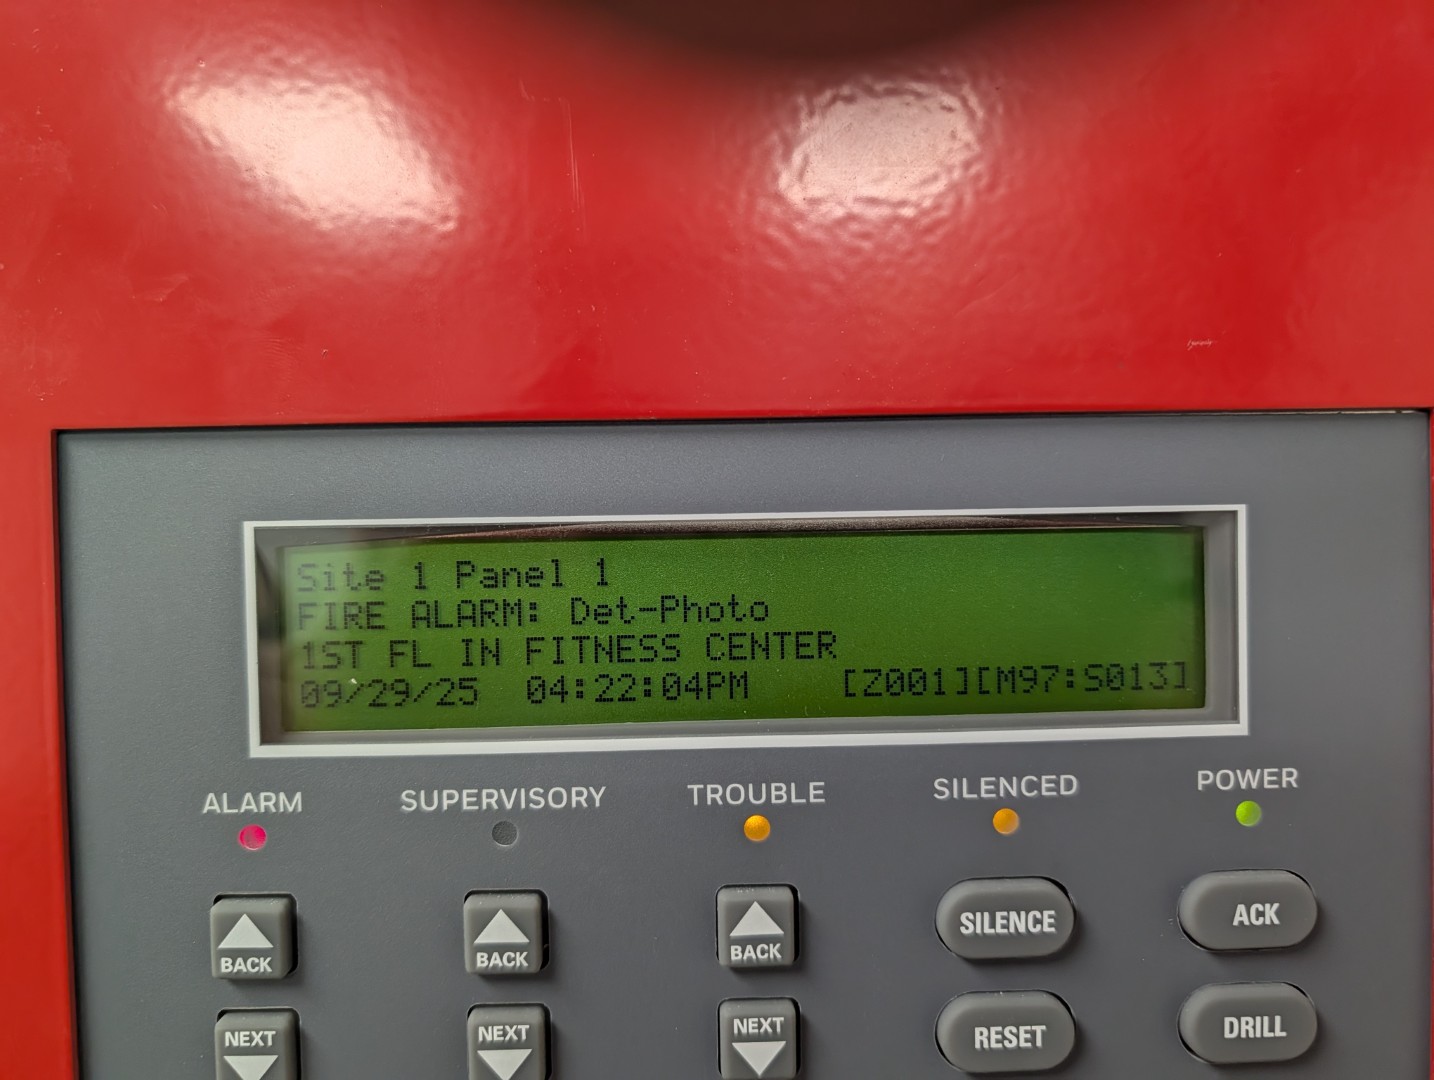 Site 1 Panel 1
FIRE ALARM: Det-Photo
1ST FL IN FITNESS CENTER
09/29/25 04:22:04PM [Z001][M97:S013]
ALARM SUPERVISORY TROUBLE SILENCED POWER
BACK BACK BACK SILENCE ACK
NEXT NEXT NEXT RESET DRILL